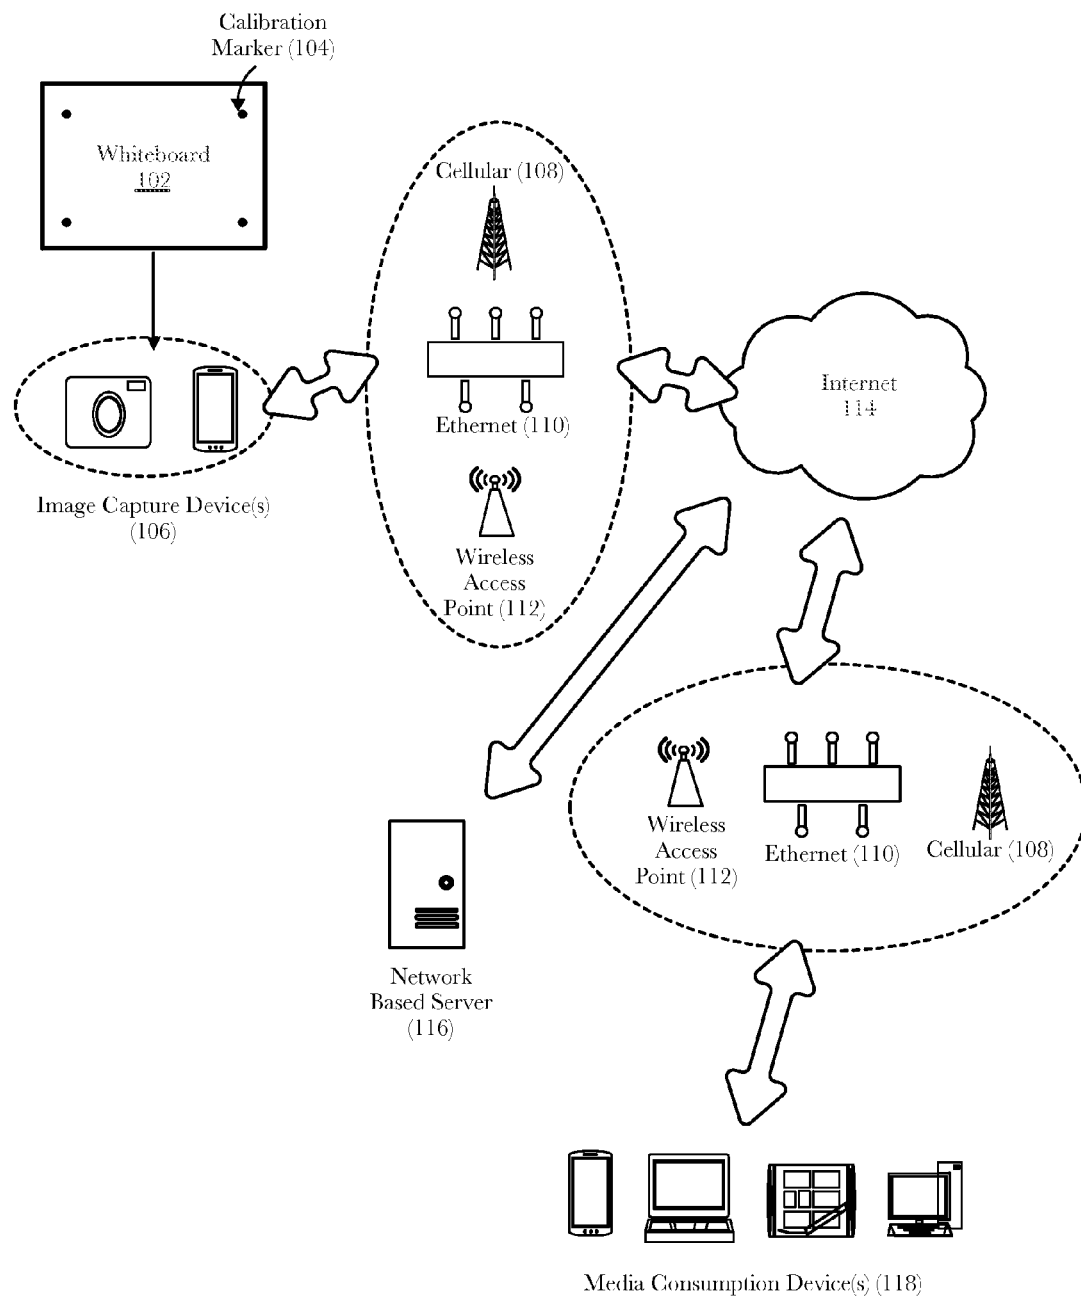 Calibration
Marker (104)
Whiteboard
102
Cellular (108)
Ethernet (110)
Wireless
Access
Point (112)
Internet
114
Image Capture Device(s)
(106)
Wireless
Access
Point (112)
Ethernet (110)
Cellular (108)
Network
Based Server
(116)
Media Consumption Device(s) (118)